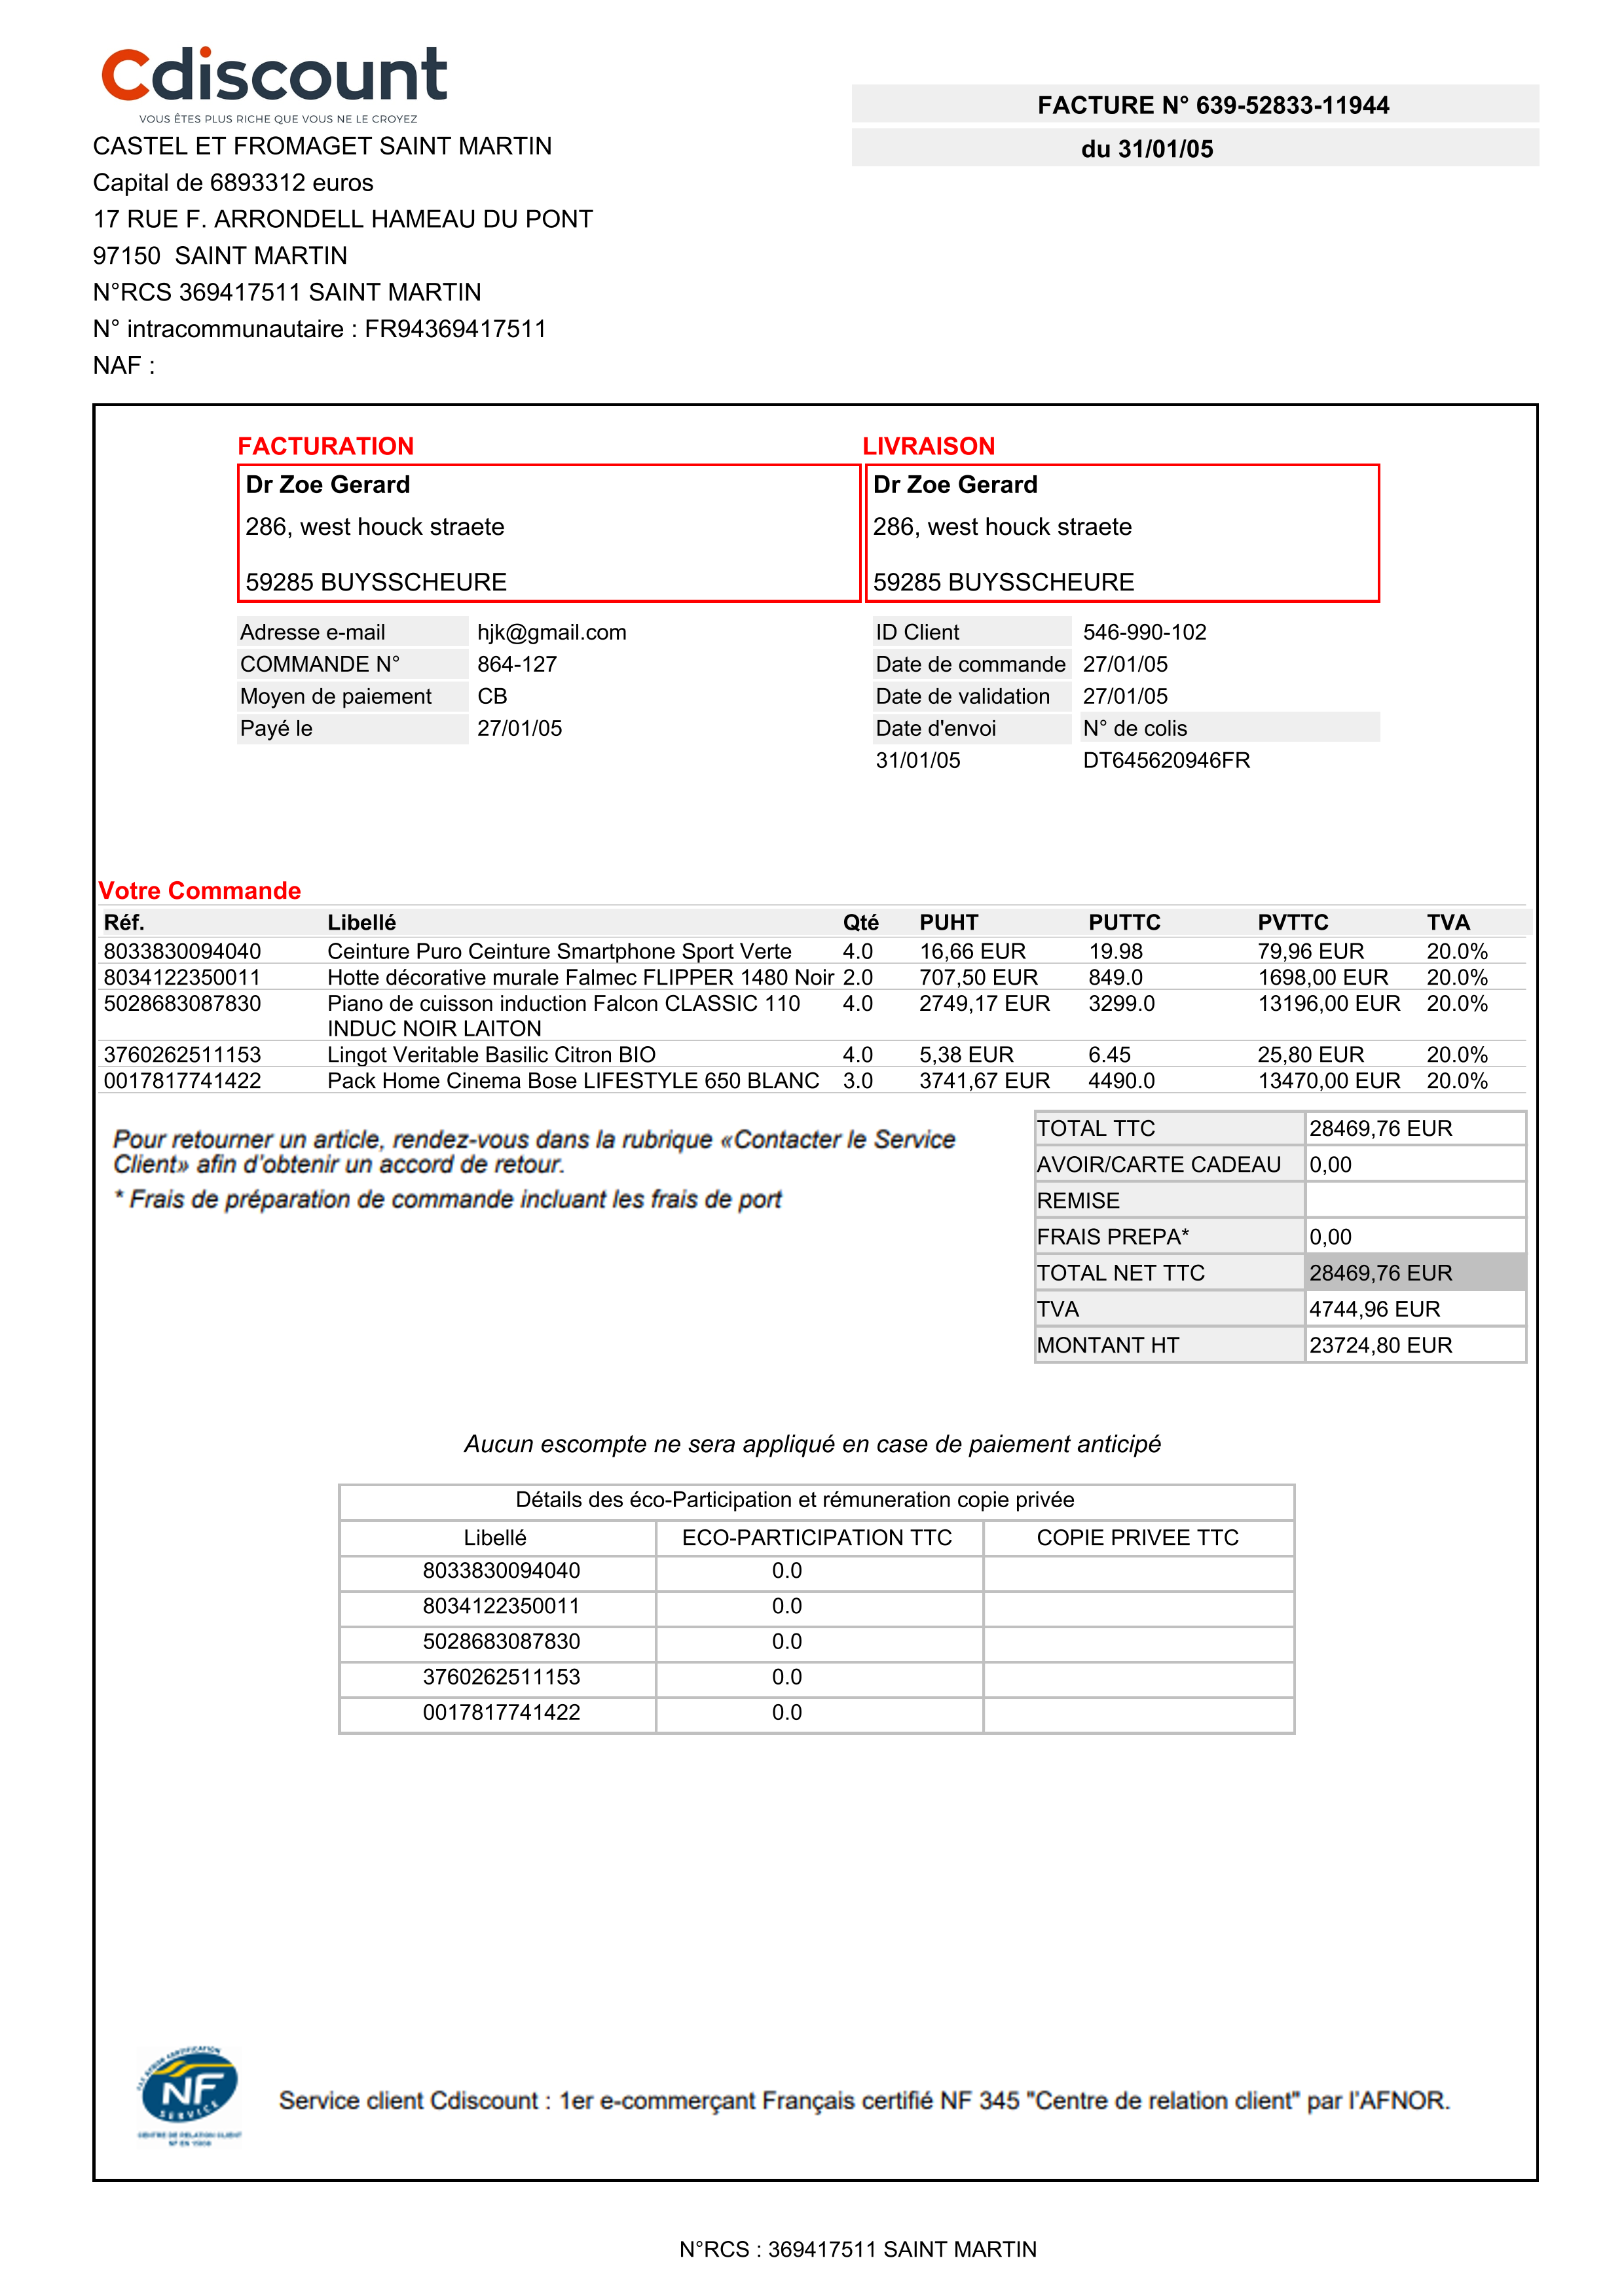 Cdiscount
VOUS ÊTES PLUS RICHE QUE VOUS NE LE CROYEZ
FACTURE N° 639-52833-11944
du 31/01/05
CASTEL ET FROMAGET SAINT MARTIN
Capital de 6893312 euros
17 RUE F. ARRONDELL HAMEAU DU PONT
97150 SAINT MARTIN
N°RCS 369417511 SAINT MARTIN
N° intracommunautaire : FR94369417511
NAF :
FACTURATION
Dr Zoe Gerard
286, west houck straete
59285 BUYSSCHEURE
LIVRAISON
Dr Zoe Gerard
286, west houck straete
59285 BUYSSCHEURE
Adresse e-mail hjk@gmail.com
COMMANDE N° 864-127
Moyen de paiement CB
Payé le 27/01/05
ID Client 546-990-102
Date de commande 27/01/05
Date de validation 27/01/05
Date d'envoi N° de colis
31/01/05 DT645620946FR
Votre Commande
Réf. Libellé Qté PUHT PUTTC PVTTC TVA
8033830094040 Ceinture Puro Ceinture Smartphone Sport Verte 4.0 16,66 EUR 19.98 79,96 EUR 20.0%
8034122350011 Hotte décorative murale Falmec FLIPPER 1480 Noir 2.0 707,50 EUR 849.0 1698,00 EUR 20.0%
5028683087830 Piano de cuisson induction Falcon CLASSIC 110 4.0 2749,17 EUR 3299.0 13196,00 EUR 20.0%
INDUC NOIR LAITON
3760262511153 Lingot Veritable Basilic Citron BIO 4.0 5,38 EUR 6.45 25,80 EUR 20.0%
0017817741422 Pack Home Cinema Bose LIFESTYLE 650 BLANC 3.0 3741,67 EUR 4490.0 13470,00 EUR 20.0%
Pour retourner un article, rendez-vous dans la rubrique «Contacter le Service
Client» afin d'obtenir un accord de retour.
* Frais de préparation de commande incluant les frais de port
TOTAL TTC 28469,76 EUR
AVOIR/CARTE CADEAU 0,00
REMISE
FRAIS PREPA* 0,00
TOTAL NET TTC 28469,76 EUR
TVA 4744,96 EUR
MONTANT HT 23724,80 EUR
Aucun escompte ne sera appliqué en case de paiement anticipé
Détails des éco-Participation et rémuneration copie privée
Libellé ECO-PARTICIPATION TTC COPIE PRIVEE TTC
8033830094040 0.0
8034122350011 0.0
5028683087830 0.0
3760262511153 0.0
0017817741422 0.0
NF
SERVICE
CENTRE DE RELATION CLIENT
Service client Cdiscount : 1er e-commerçant Français certifié NF 345 "Centre de relation client" par l'AFNOR.
N°RCS : 369417511 SAINT MARTIN